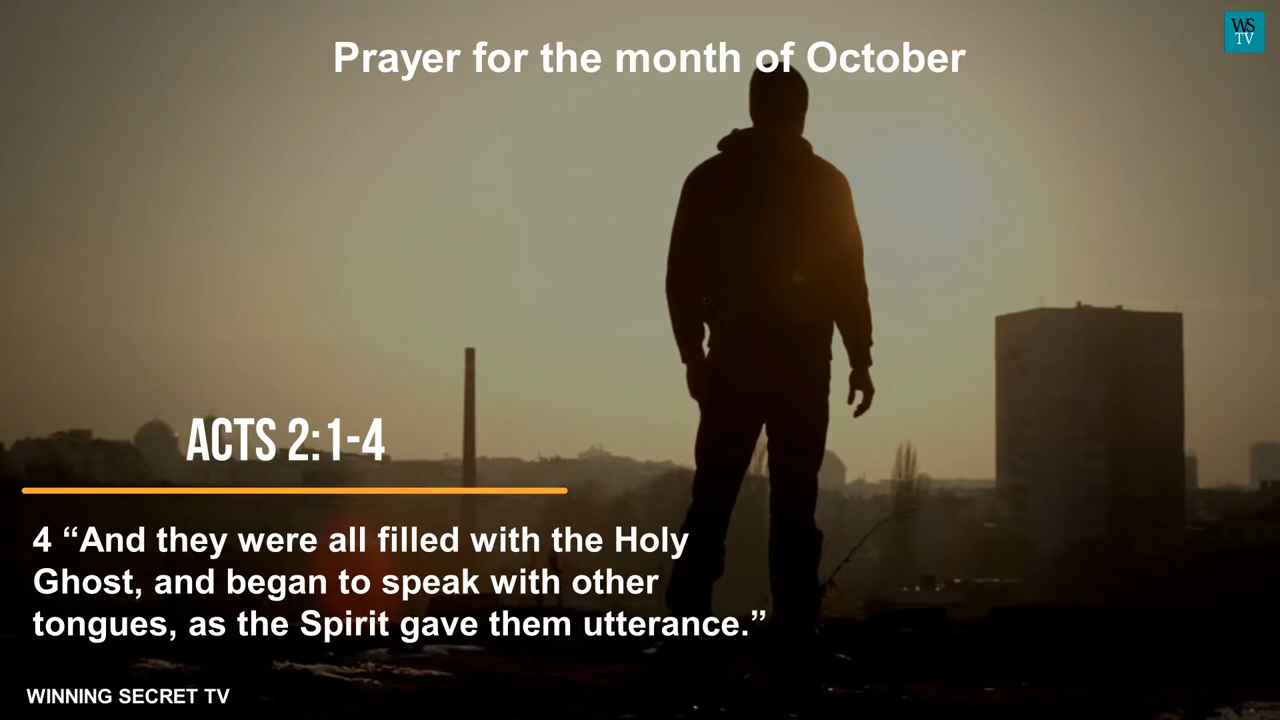 Prayer for the month of October
WS
TV
ACTS 2:1-4
4 “And they were all filled with the Holy
Ghost, and began to speak with other
tongues, as the Spirit gave them utterance.”
WINNING SECRET TV